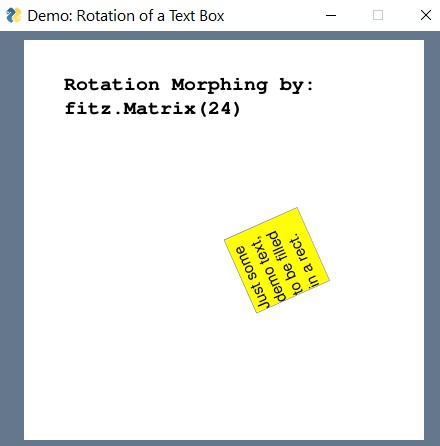 Demo: Rotation of a Text Box
Rotation Morphing by:
fitz.Matrix(24)
Just some
demo text,
to be filled
in a rect.